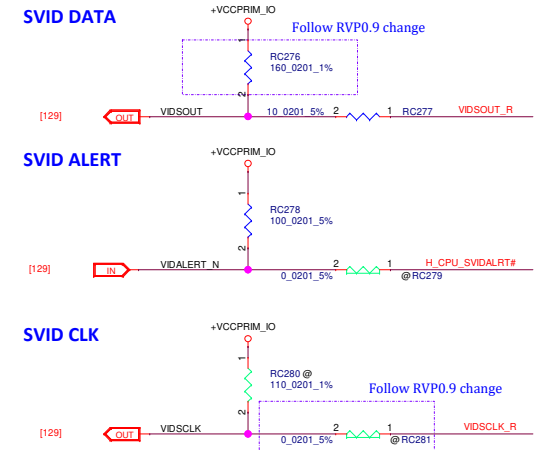 SVID DATA
+VCCPRIM_IO
Follow RVP0.9 change
1
RC276
160_0201_1%
2
[129] OUT VIDSOUT 10_0201_5% 2 1 RC277 VIDSOUT_R
SVID ALERT
+VCCPRIM_IO
1
RC278
100_0201_5%
2
[129] IN VIDALERT_N 0_0201_5% 2 1 @RC279 H_CPU_SVIDALRT#
SVID CLK
+VCCPRIM_IO
1
RC280@
110_0201_1%
Follow RVP0.9 change
2
[129] OUT VIDSCLK 0_0201_5% 2 1 @RC281 VIDSCLK_R